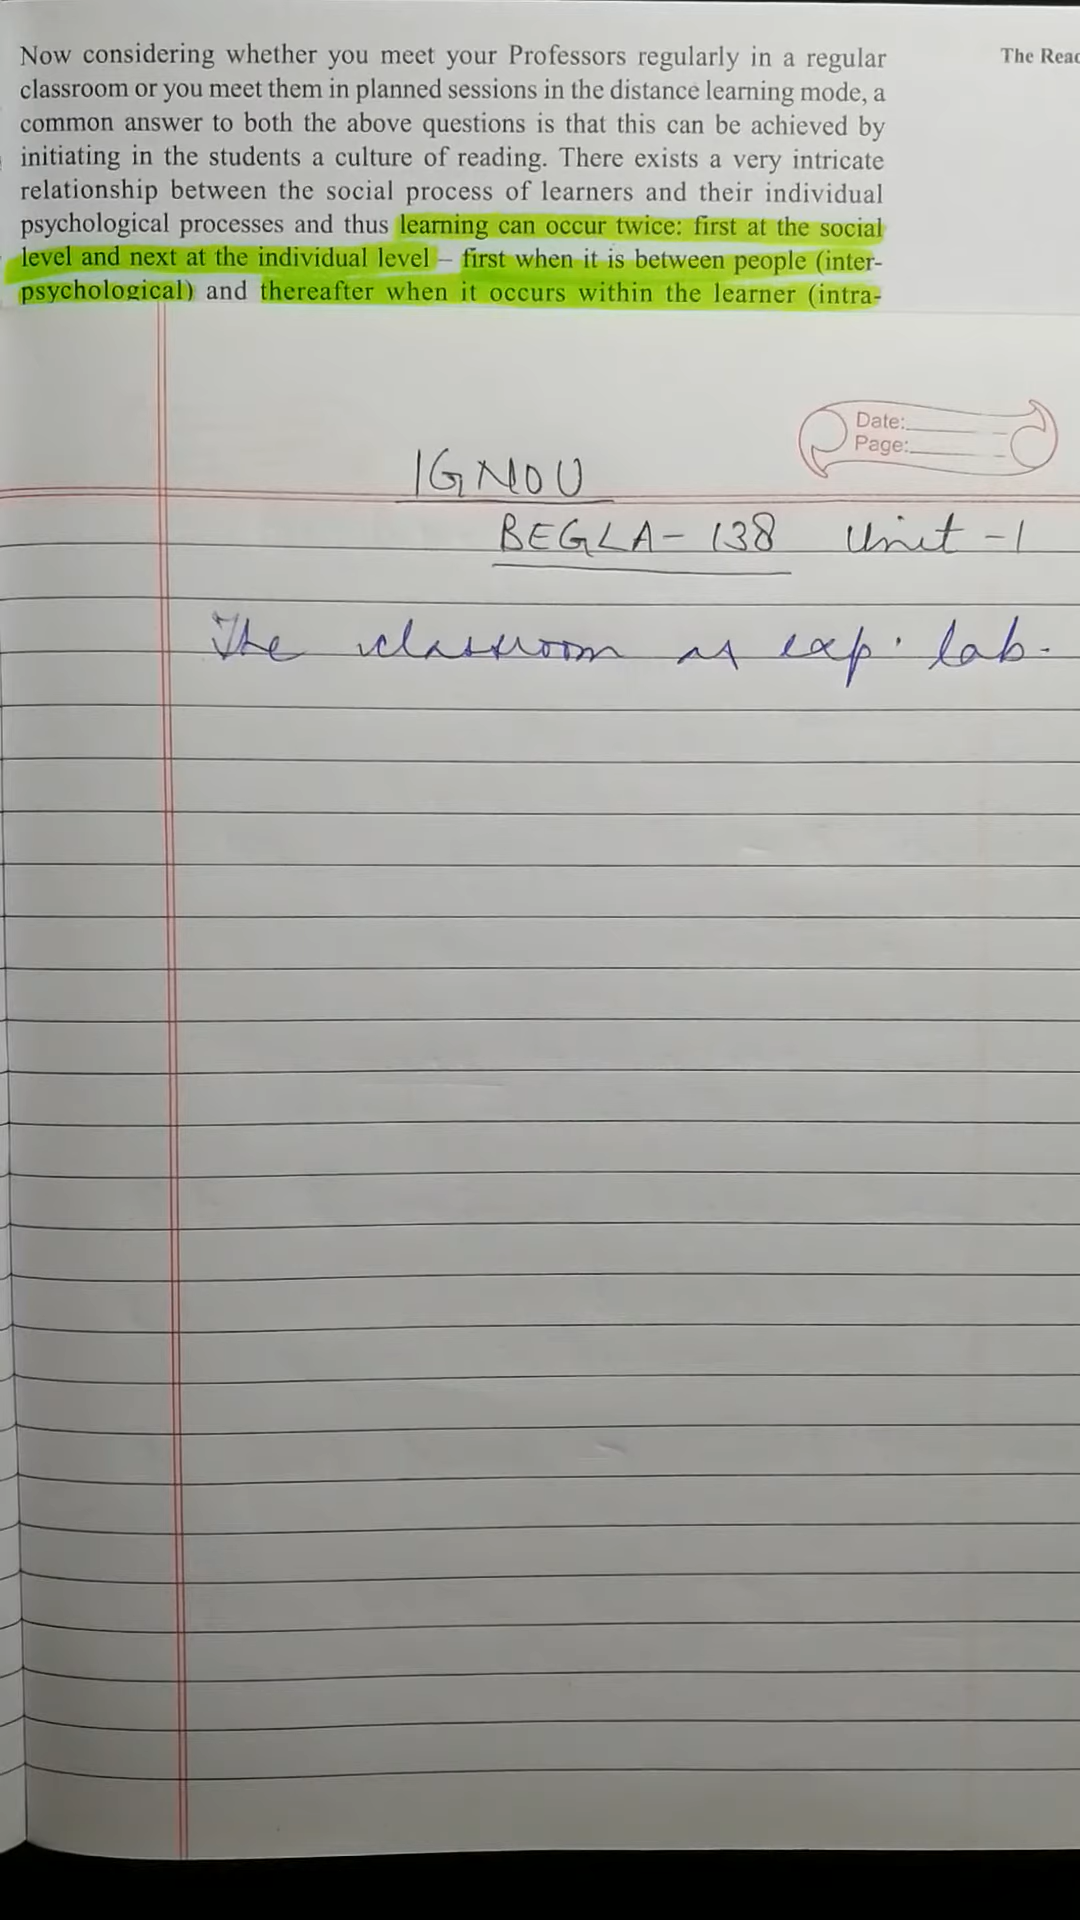 Now considering whether you meet your Professors regularly in a regular
The Read
classroom or you meet them in planned sessions in the distance learning mode, a
common answer to both the above questions is that this can be achieved by
initiating in the students a culture of reading. There exists a very intricate
relationship between the social process of learners and their individual
psychological processes and thus learning can occur twice: first at the social
level and next at the individual level – first when it is between people (inter-
psychological) and thereafter when it occurs within the learner (intra-
Date:
Page:
IGNOU
BEGLA- 138 Unit -1
The classroom as exp. lab.